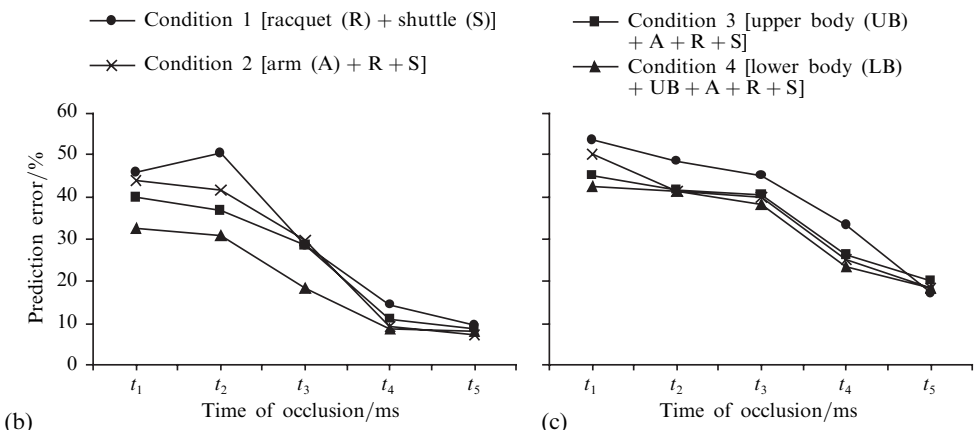 Condition 1 [racquet (R) + shuttle (S)]
Condition 2 [arm (A) + R + S]
Condition 3 [upper body (UB)
+ A + R + S]
Condition 4 [lower body (LB)
+ UB + A + R + S]
Prediction error/%
60
50
40
30
20
10
0
t1 t2 t3 t4 t5
Time of occlusion/ms
(b)
t1 t2 t3 t4 t5
Time of occlusion/ms
(c)